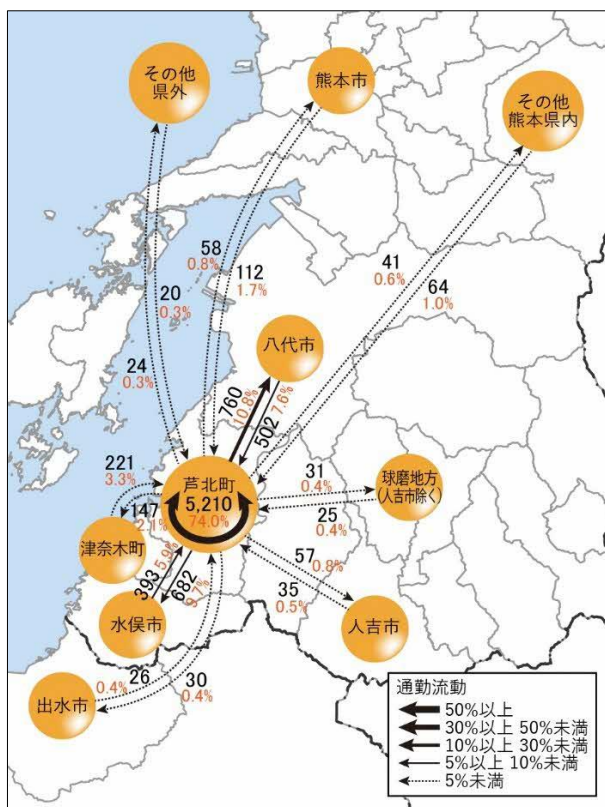 その他
県外
熊本市
その他
熊本県内
58
0.8%
112
1.7%
41
0.6%
64
1.0%
20
0.3%
24
0.3%
八代市
760
10.8%
502
7.6%
221
3.3%
芦北町
5,210
74.0%
31
0.4%
球磨地方
(人吉市除く)
25
0.4%
147
2.1%
津奈木町
393
5.9%
682
9.7%
57
0.8%
35
0.5%
水俣市
人吉市
26
0.4%
30
0.4%
出水市
通勤流動
50%以上
30%以上 50%未満
10%以上 30%未満
5%以上 10%未満
5%未満